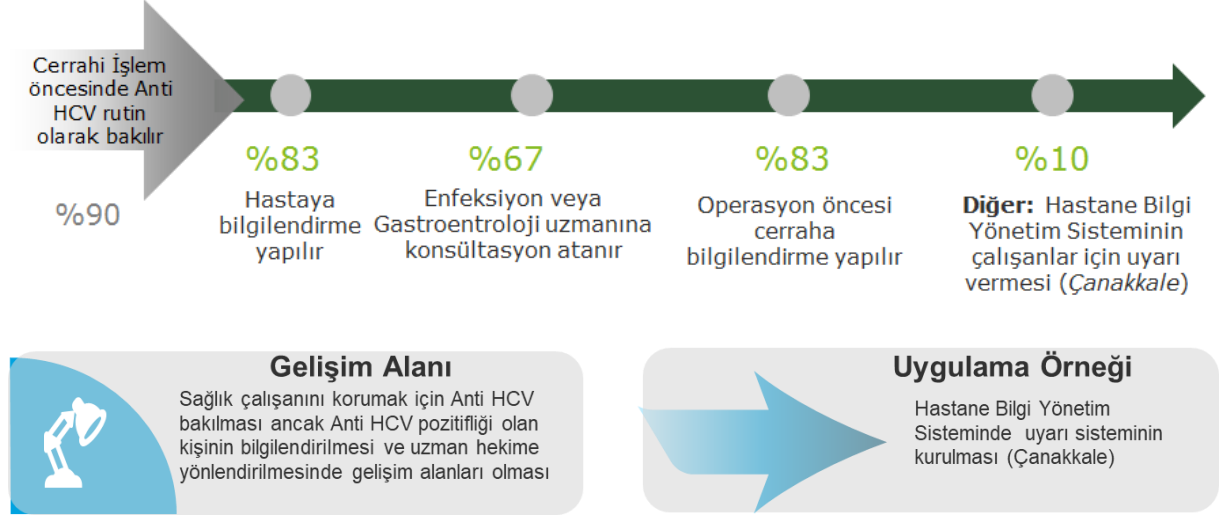 Cerrahi İşlem
öncesinde Anti
HCV rutin
olarak bakılır
%90
%83
Hastaya
bilgilendirme
yapılır
%67
Enfeksiyon veya
Gastroentroloji uzmanına
konsültasyon atanır
%83
Operasyon öncesi
cerraha
bilgilendirme yapılır
%10
Diğer: Hastane Bilgi
Yönetim Sisteminin
çalışanlar için uyarı
vermesi (Çanakkale)
Gelişim Alanı
Sağlık çalışanını korumak için Anti HCV
bakılması ancak Anti HCV pozitifliği olan
kişinin bilgilendirilmesi ve uzman hekime
yönlendirilmesinde gelişim alanları olması
Uygulama Örneği
Hastane Bilgi Yönetim
Sisteminde uyarı sisteminin
kurulması (Çanakkale)